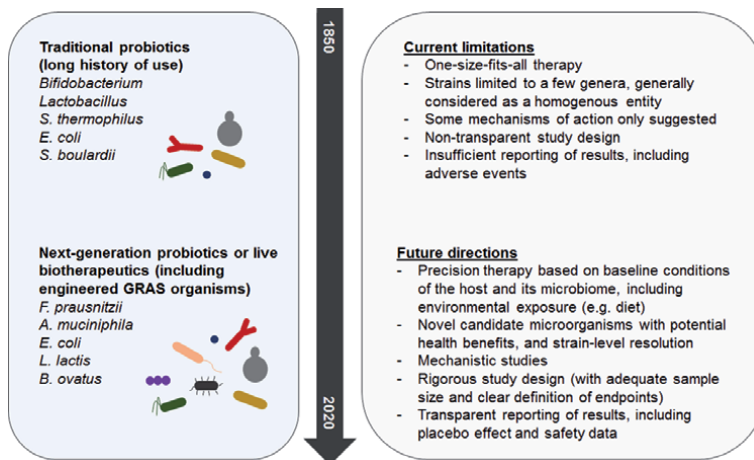 Traditional probiotics
(long history of use)
Bifidobacterium
Lactobacillus
S. thermophilus
E. coli
S. boulardii
Next-generation probiotics or live
biotherapeutics (including
engineered GRAS organisms)
F. prausnitzii
A. muciniphila
E. coli
L. lactis
B. ovatus
1850
2020
Current limitations
- One-size-fits-all therapy
- Strains limited to a few genera, generally
considered as a homogenous entity
- Some mechanisms of action only suggested
- Non-transparent study design
- Insufficient reporting of results, including
adverse events
Future directions
- Precision therapy based on baseline conditions
of the host and its microbiome, including
environmental exposure (e.g. diet)
- Novel candidate microorganisms with potential
health benefits, and strain-level resolution
- Mechanistic studies
- Rigorous study design (with adequate sample
size and clear definition of endpoints)
- Transparent reporting of results, including
placebo effect and safety data